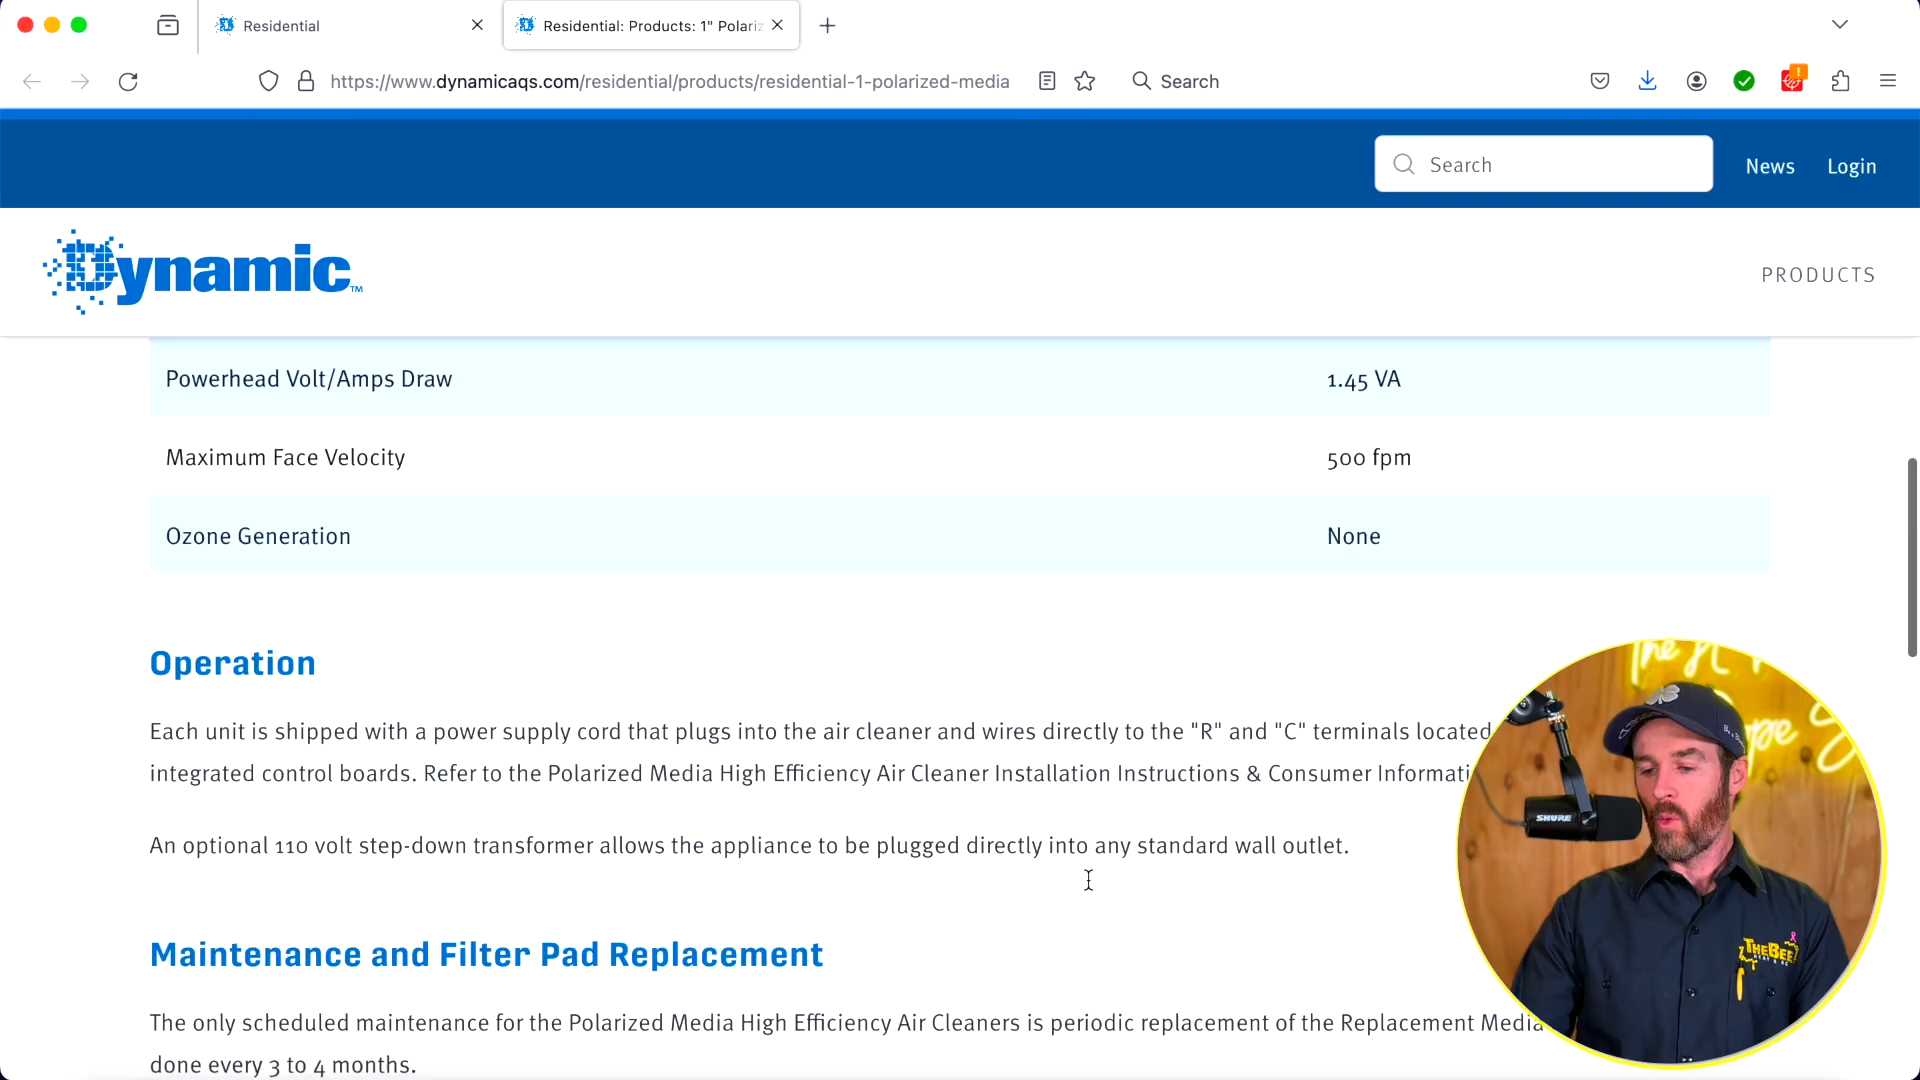 Residential
Residential: Products: 1" Polariz
https://www.dynamicaqs.com/residential/products/residential-1-polarized-media
Search
Search
News
Login
Dynamic™
PRODUCTS
Powerhead Volt/Amps Draw 1.45 VA
Maximum Face Velocity 500 fpm
Ozone Generation None
Operation
Each unit is shipped with a power supply cord that plugs into the air cleaner and wires directly to the "R" and "C" terminals located
integrated control boards. Refer to the Polarized Media High Efficiency Air Cleaner Installation Instructions & Consumer Informati
An optional 110 volt step-down transformer allows the appliance to be plugged directly into any standard wall outlet.
Maintenance and Filter Pad Replacement
The only scheduled maintenance for the Polarized Media High Efficiency Air Cleaners is periodic replacement of the Replacement Media
done every 3 to 4 months.
The
SHURE
THEBEE